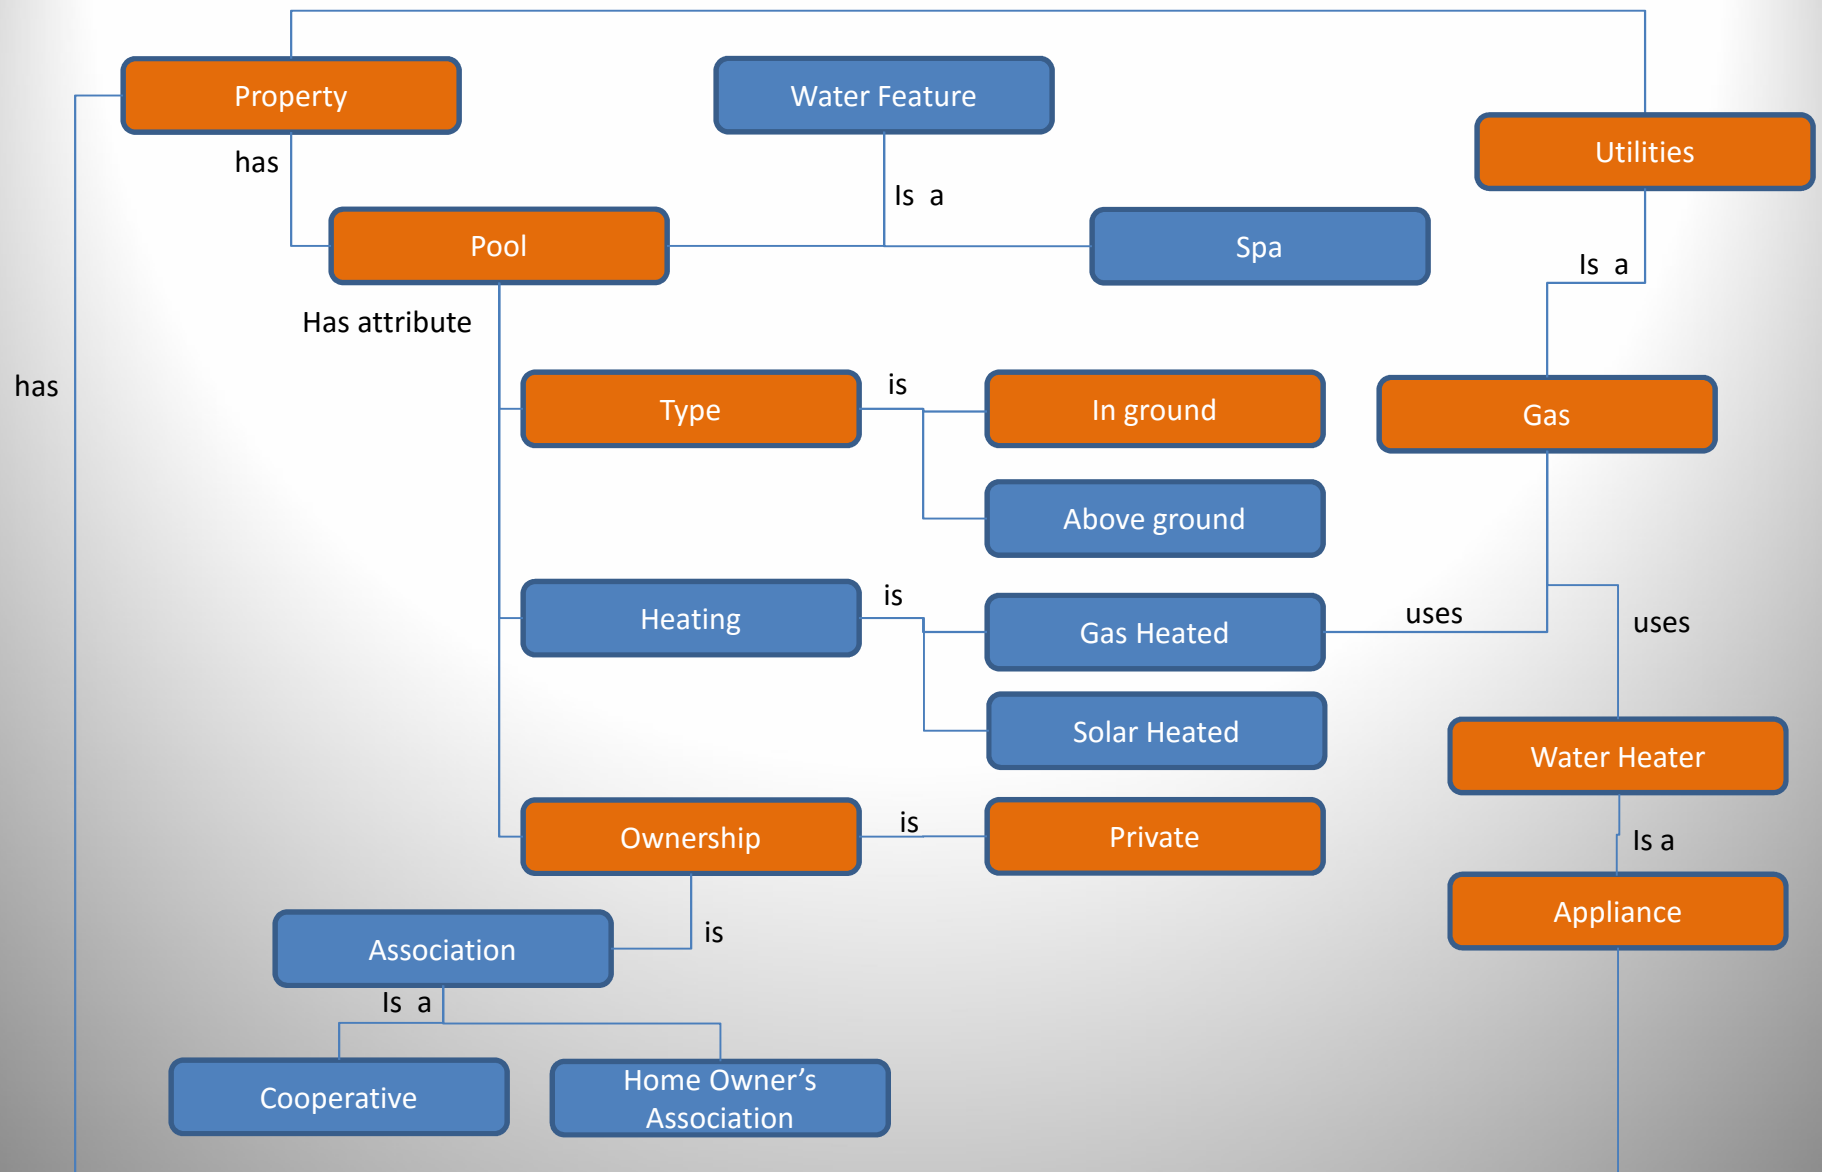 Property
Water Feature
Utilities
has
Is a
Pool
Spa
Is a
Has attribute
has
Type
is
In ground
Gas
Above ground
Heating
is
Gas Heated
uses
uses
Solar Heated
Water Heater
Ownership
is
Private
Is a
Appliance
Association
is
Is a
Cooperative
Home Owner’s
Association